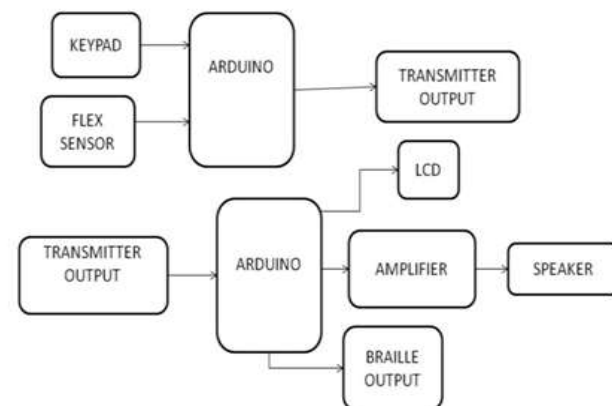 KEYPAD
ARDUINO
TRANSMITTER
OUTPUT
FLEX
SENSOR
LCD
TRANSMITTER
OUTPUT
ARDUINO
AMPLIFIER
SPEAKER
BRAILLE
OUTPUT